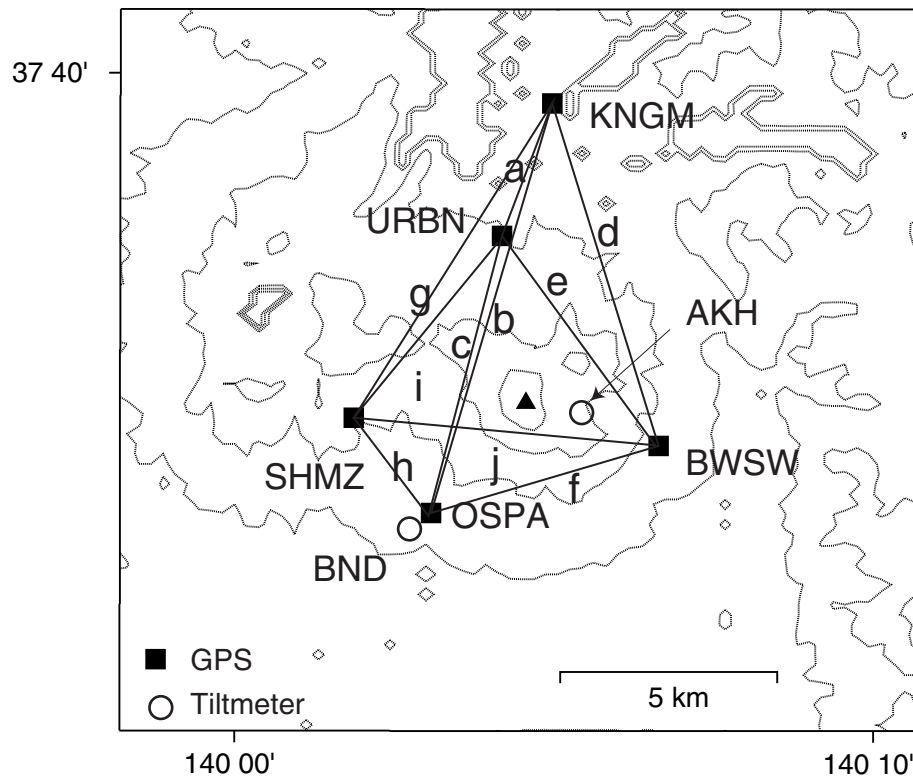 37 40'
KNGM
a
URBN
d
e
g
b
AKH
c
i
SHMZ
h
j
BWSW
f
OSPA
BND
GPS
Tiltmeter
5 km
140 00'
140 10'